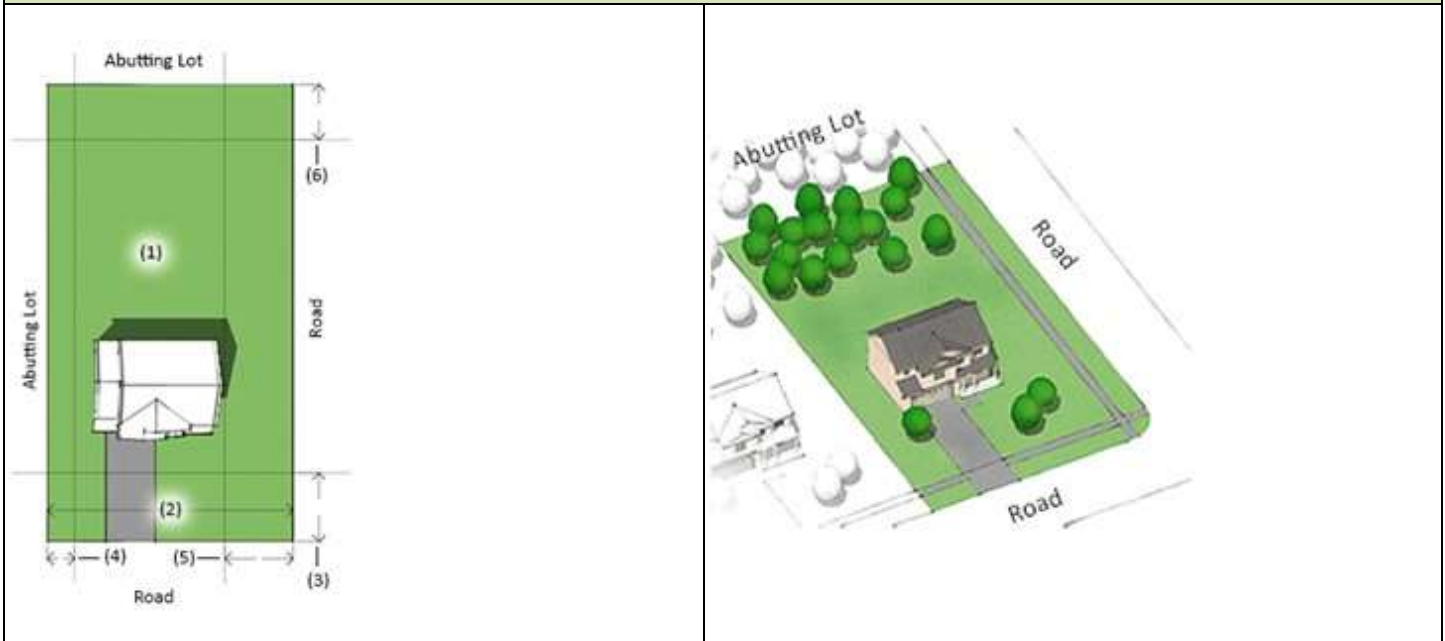 Abutting Lot
(6)
(1)
Abutting Lot
Road
(2)
(4)
(5)
(3)
Road
Abutting Lot
Road
Road